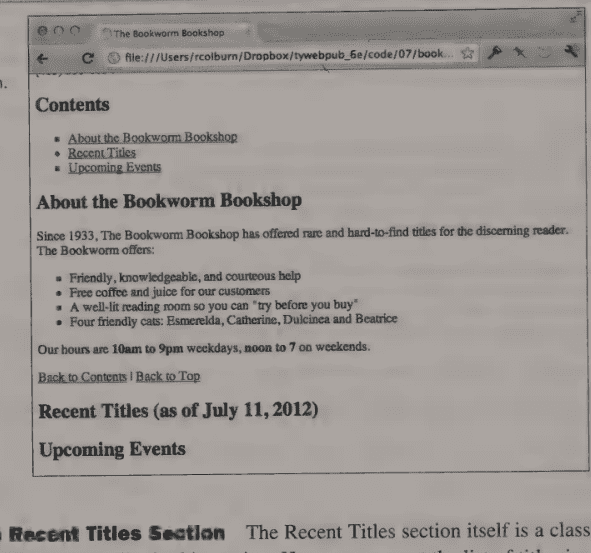 The Bookworm Bookshop
file:///Users/rcolburn/Dropbox/tywebpub_6e/code/07/book...
n.
Contents
About the Bookworm Bookshop
Recent Titles
Upcoming Events
About the Bookworm Bookshop
Since 1933, The Bookworm Bookshop has offered rare and hard-to-find titles for the discerning reader.
The Bookworm offers:
Friendly, knowledgeable, and courteous help
Free coffee and juice for our customers
A well-lit reading room so you can "try before you buy"
Four friendly cats: Esmerelda, Catherine, Dulcinea and Beatrice
Our hours are 10am to 9pm weekdays, noon to 7 on weekends.
Back to Contents | Back to Top
Recent Titles (as of July 11, 2012)
Upcoming Events
Recent Titles Section The Recent Titles section itself is a class